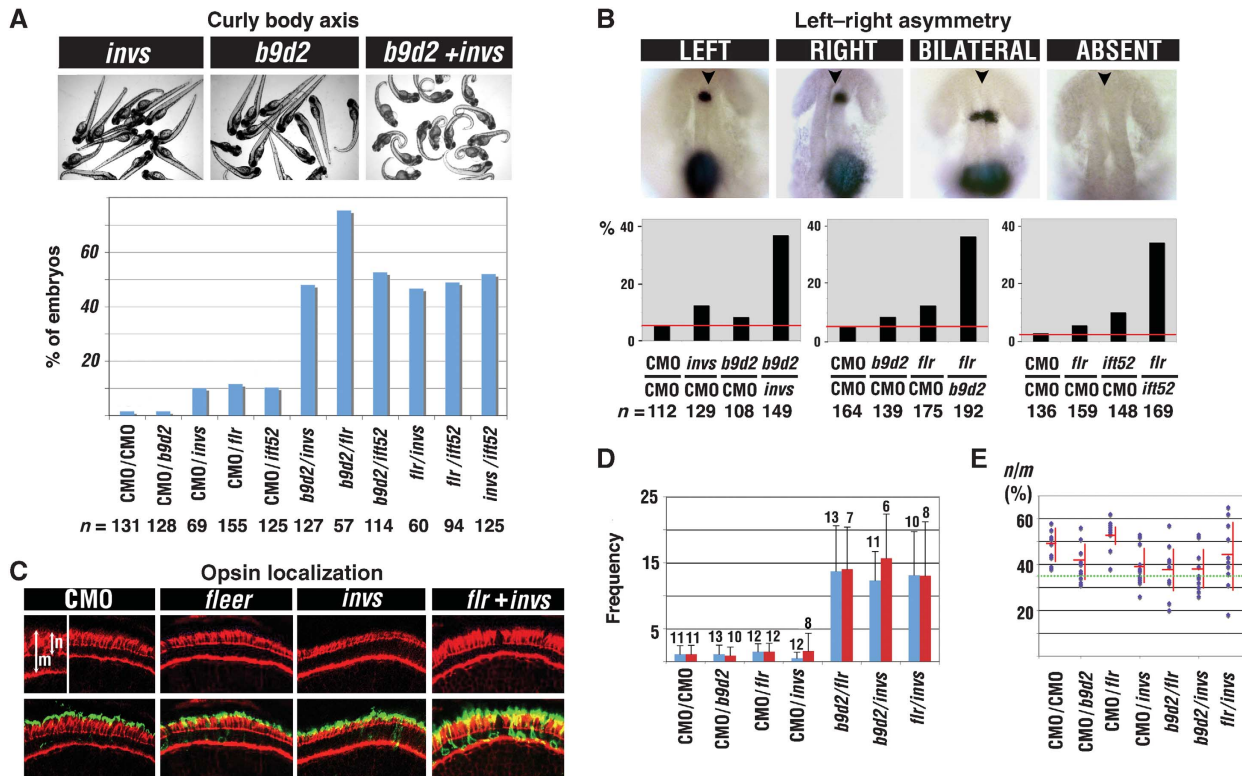 A
Curly body axis
invs
b9d2
b9d2 +invs
% of embryos
60
40
20
CMO/CMO
CMO/b9d2
CMO/invs
CMO/flr
CMO/ift52
b9d2/invs
b9d2/flr
b9d2/ift52
flr/invs
flr/ift52
invs/ift52
n = 131 128 69 155 125 127 57 114 60 94 125
B
Left–right asymmetry
LEFT
RIGHT
BILATERAL
ABSENT
%
40
20
0
CMO invs b9d2 b9d2
CMO CMO CMO invs
n = 112 129 108 149
40
20
0
CMO b9d2 flr flr
CMO CMO CMO b9d2
164 139 175 192
40
20
0
CMO flr ift52 flr
CMO CMO CMO ift52
136 159 148 169
C
Opsin localization
CMO
fleer
invs
flr + invs
n
m
D
Frequency
25
20
15
10
5
11 11 13 10 12 12 12 8 13 7 11 6 10 8
CMO/CMO
CMO/b9d2
CMO/flr
CMO/invs
b9d2/flr
b9d2/invs
flr/invs
E
n/m
(%)
60
40
20
CMO/CMO
CMO/b9d2
CMO/flr
CMO/invs
b9d2/flr
b9d2/invs
flr/invs